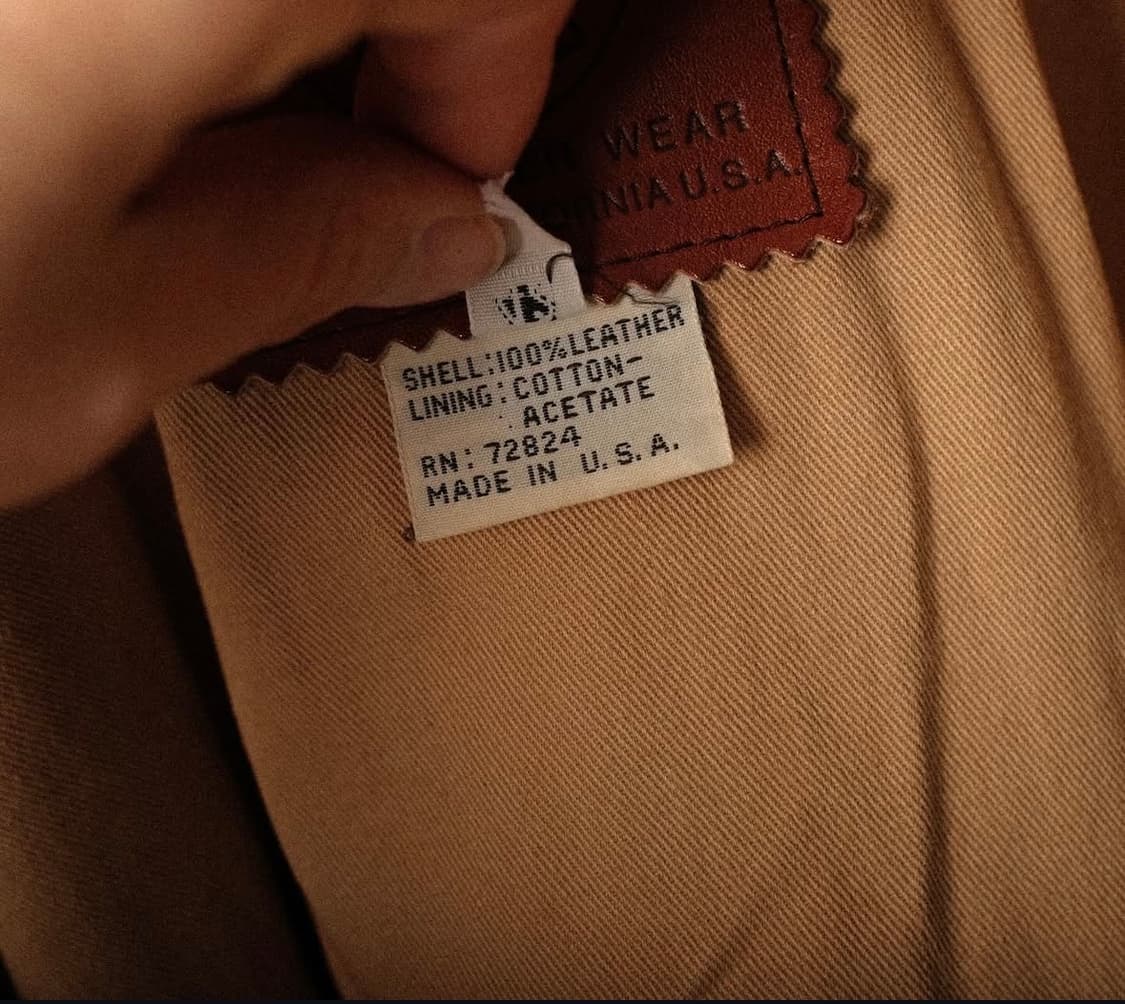 WEAR
U.S.A.
SHELL:100%LEATHER
LINING:COTTON-
ACETATE
RN: 72824
MADE IN U.S.A.